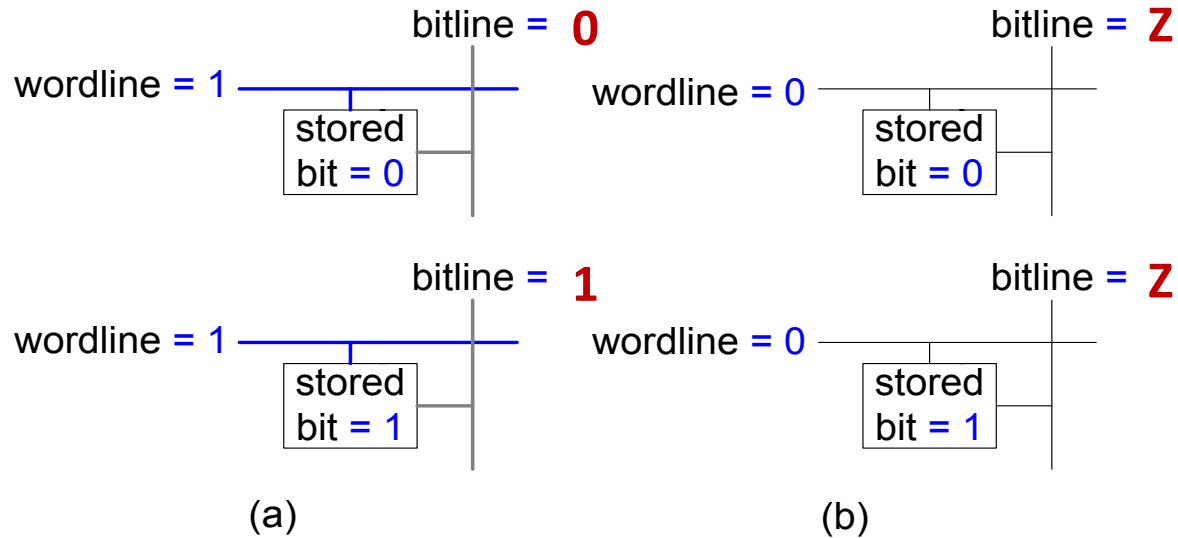 bitline = 0
wordline = 1
stored
bit = 0
bitline = Z
wordline = 0
stored
bit = 0
bitline = 1
wordline = 1
stored
bit = 1
bitline = Z
wordline = 0
stored
bit = 1
(a)
(b)